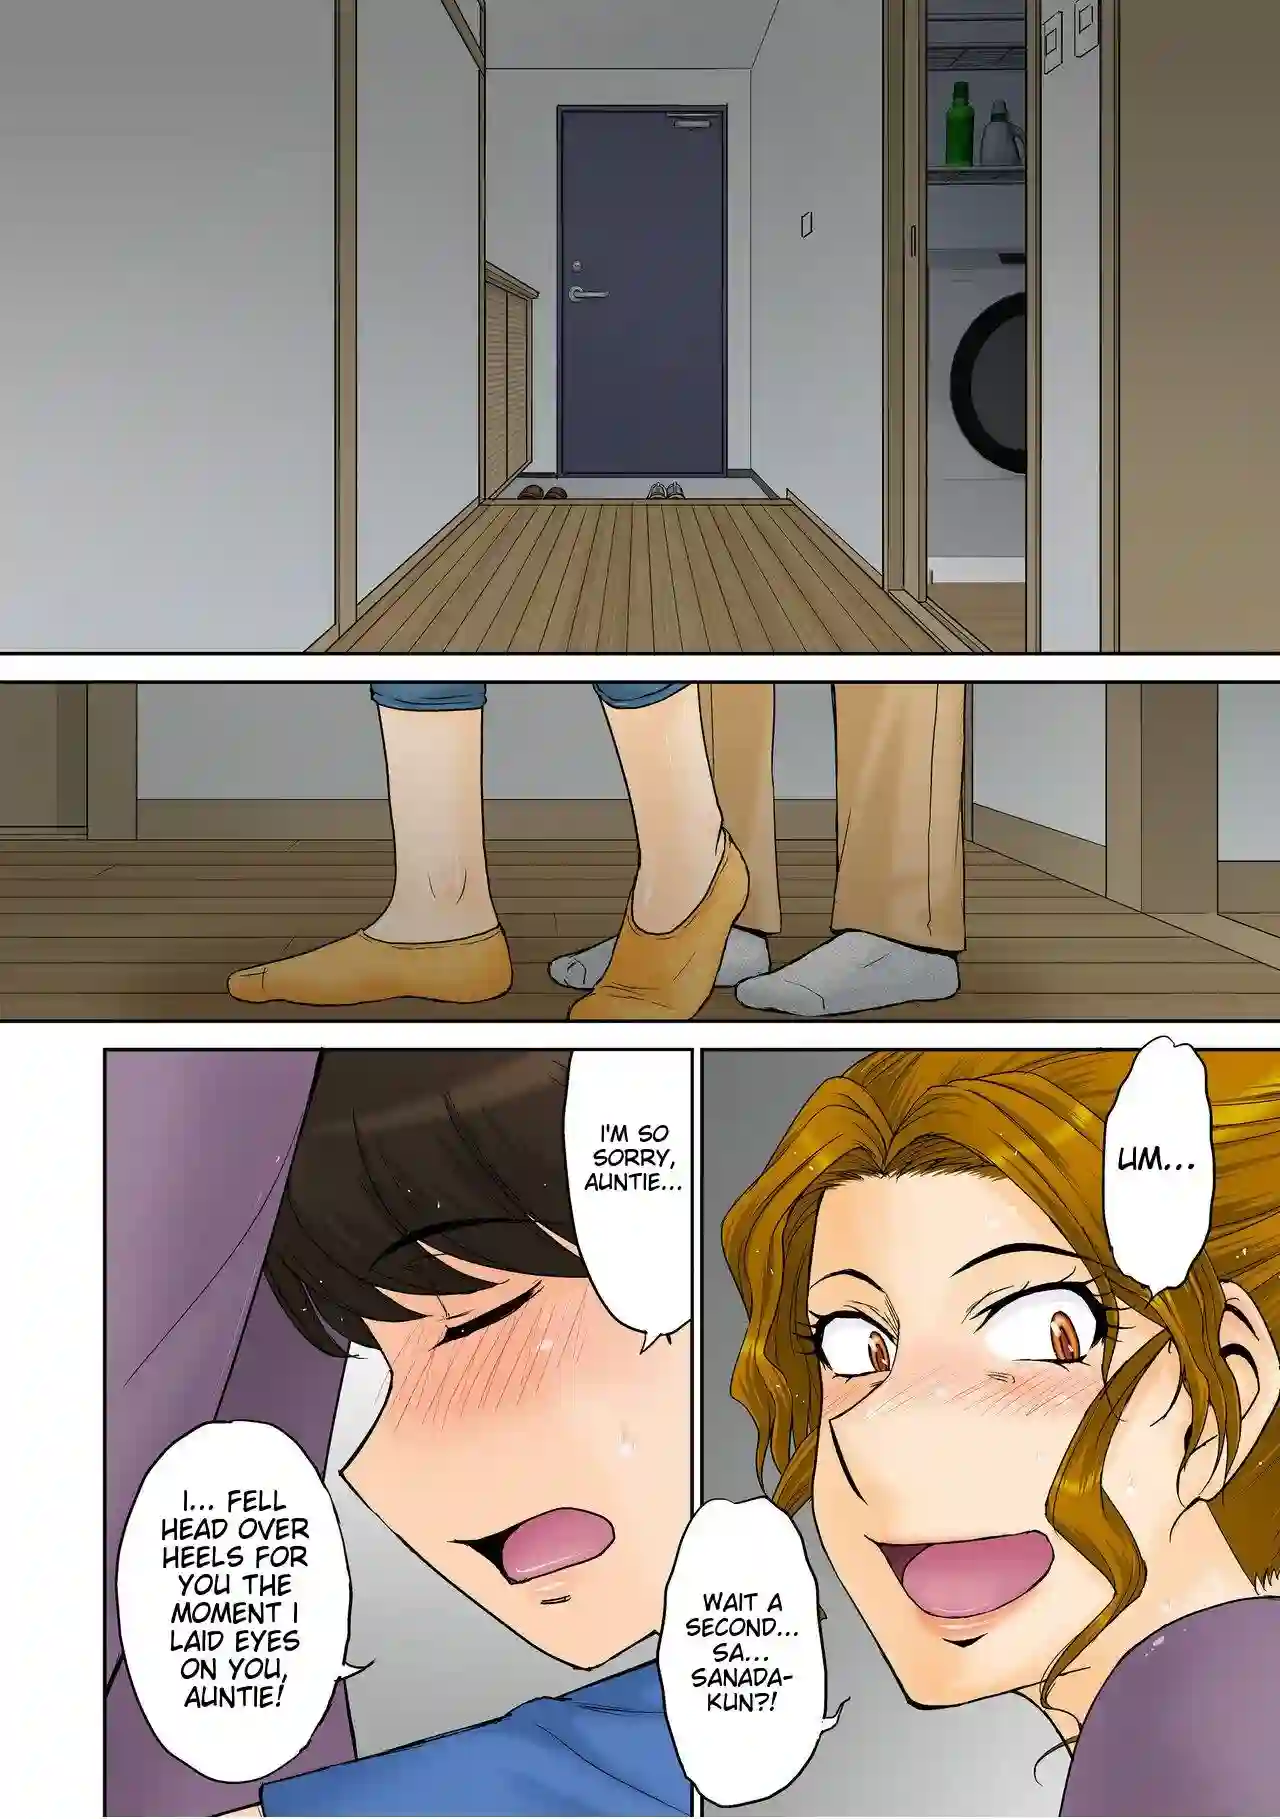 UM...
WAIT A
SECOND...
SA...
SANADA-
KUN?!
I'M SO
SORRY,
AUNTIE...
I... FELL
HEAD OVER
HEELS FOR
YOU THE
MOMENT I
LAID EYES
ON YOU,
AUNTIE!